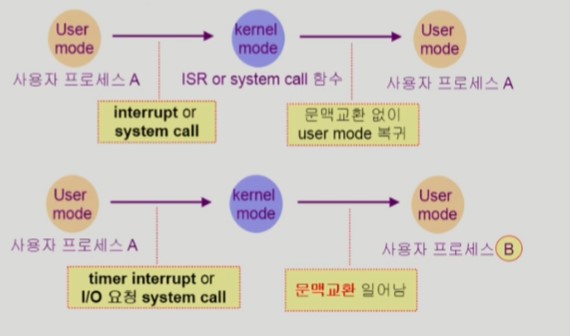 User
mode
kernel
mode
User
mode
사용자 프로세스 A
ISR or system call 함수
사용자 프로세스 A
interrupt or
system call
문맥교환 없이
user mode 복귀
User
mode
kernel
mode
User
mode
사용자 프로세스 A
사용자 프로세스 B
timer interrupt or
I/O 요청 system call
문맥교환 일어남